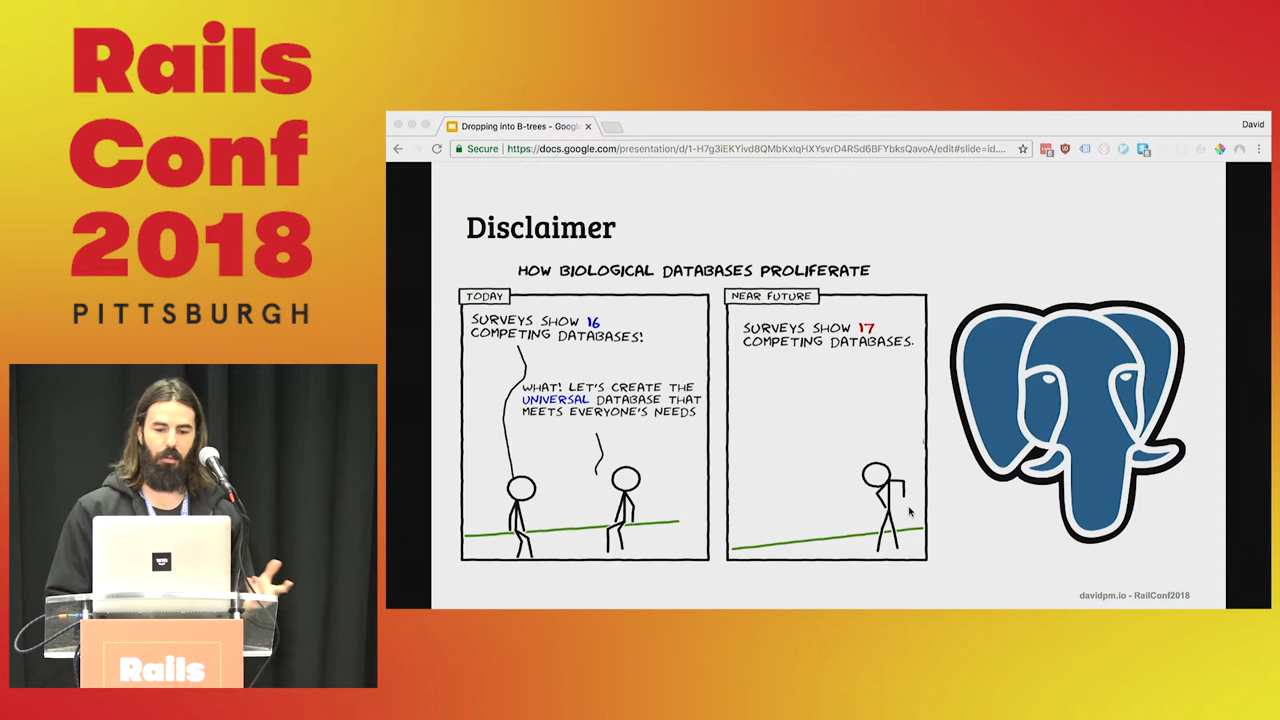 Rails
Conf
2018
PITTSBURGH
Dropping into B-trees - Googl
David
Secure
https://docs.google.com/presentation/d/1-H7g3iEKYivd8QMbKxlqHXYsvrD4RSd6BFYbksQavoA/edit#slide=id....
Disclaimer
HOW BIOLOGICAL DATABASES PROLIFERATE
TODAY
SURVEYS SHOW 16
COMPETING DATABASES!
WHAT! LET'S CREATE THE
UNIVERSAL DATABASE THAT
MEETS EVERYONE'S NEEDS
NEAR FUTURE
SURVEYS SHOW 17
COMPETING DATABASES.
davidpm.io - RailConf2018
Rails